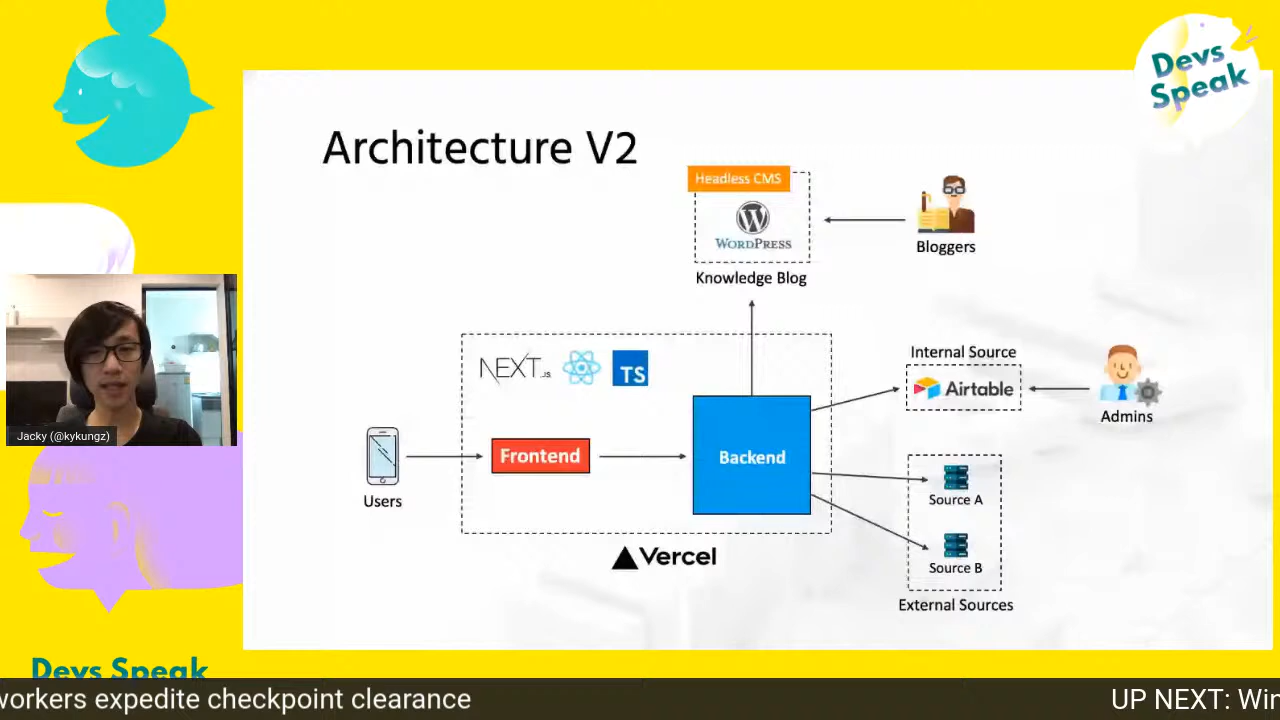 Devs
Speak
Architecture V2
Headless CMS
W
WORDPRESS
Knowledge Blog
Bloggers
NEXT.JS
TS
Internal Source
Airtable
Admins
Users
Frontend
Backend
Source A
Source B
External Sources
Vercel
Jacky (@kykungz)
Devs Speak
workers expedite checkpoint clearance
UP NEXT: